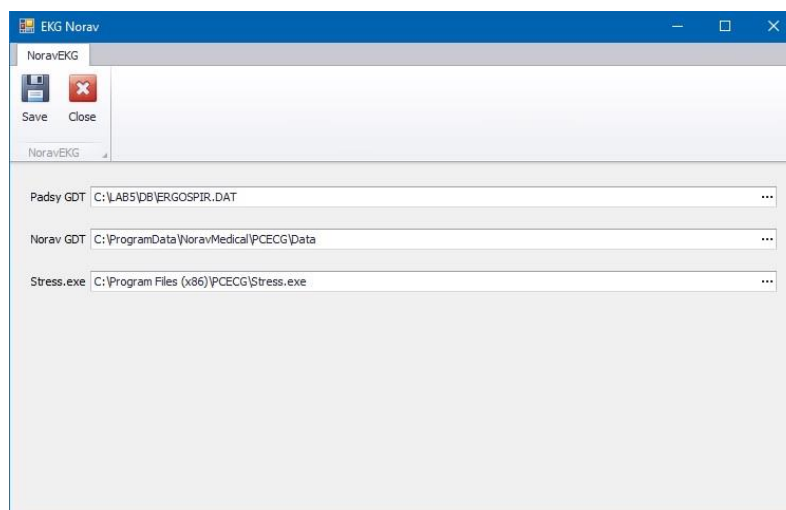 EKG Norav
NoravEKG
Save Close
NoravEKG
Padsy GDT C:\LAB5\DB\ERGOSPIR.DAT ...
Norav GDT C:\ProgramData\NoravMedical\PCECG\Data ...
Stress.exe C:\Program Files (x86)\PCECG\Stress.exe ...